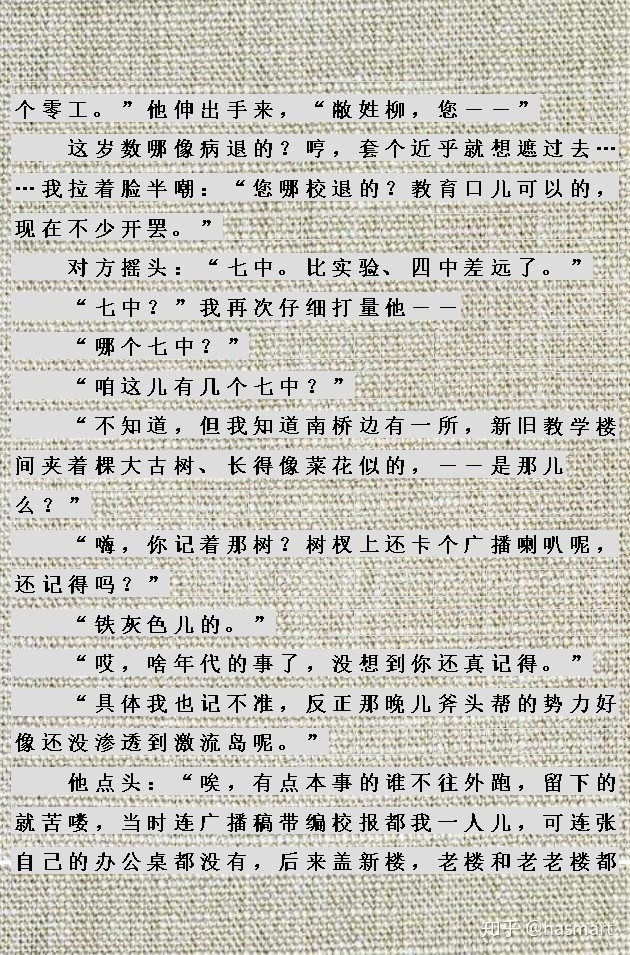 个零工。”他伸出手来，“敝姓柳，您——”
这岁数哪像病退的？哼，套个近乎就想遮过去…
…我拉着脸半嘲：“您哪校退的？教育口儿可以的，
现在不少开罢。”
对方摇头：“七中。比实验、四中差远了。”
“七中？”我再次仔细打量他——
“哪个七中？”
“咱这儿有几个七中？”
“不知道，但我知道南桥边有一所，新旧教学楼
间夹着棵大古树、长得像菜花似的，——是那儿
么？”
“嗨，你记着那树？树杈上还卡个广播喇叭呢，
还记得吗？”
“铁灰色儿的。”
“哎，啥年代的事了，没想到你还真记得。”
“具体我也记不准，反正那晚儿斧头帮的势力好
像还没渗透到激流岛呢。”
他点头：“唉，有点本事的谁不往外跑，留下的
就苦喽，当时连广播稿带编校报都我一人儿，可连张
自己的办公桌都没有，后来盖新楼，老楼和老老楼都
知乎 @hasmart